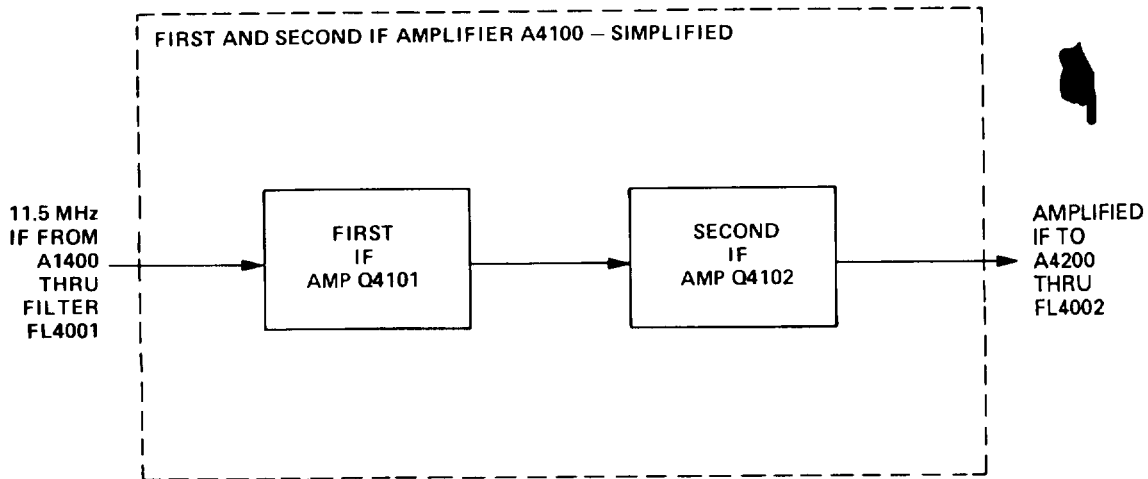 FIRST AND SECOND IF AMPLIFIER A4100 – SIMPLIFIED
11.5 MHz
IF FROM
A1400
THRU
FILTER
FL4001
FIRST
IF
AMP Q4101
SECOND
IF
AMP Q4102
AMPLIFIED
IF TO
A4200
THRU
FL4002